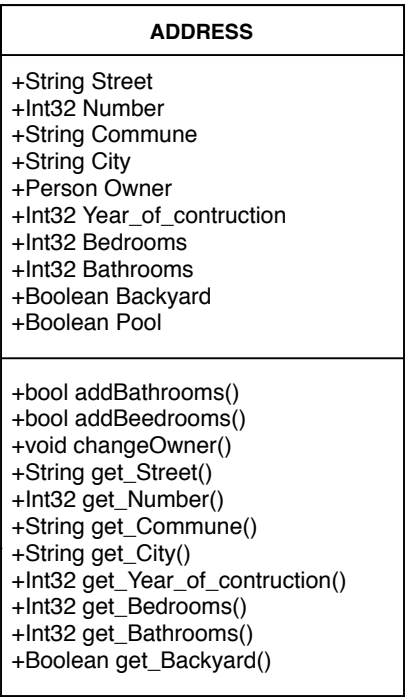 ADDRESS
+String Street
+Int32 Number
+String Commune
+String City
+Person Owner
+Int32 Year_of_contruction
+Int32 Bedrooms
+Int32 Bathrooms
+Boolean Backyard
+Boolean Pool
+bool addBathrooms()
+bool addBeedrooms()
+void changeOwner()
+String get_Street()
+Int32 get_Number()
+String get_Commune()
+String get_City()
+Int32 get_Year_of_contruction()
+Int32 get_Bedrooms()
+Int32 get_Bathrooms()
+Boolean get_Backyard()